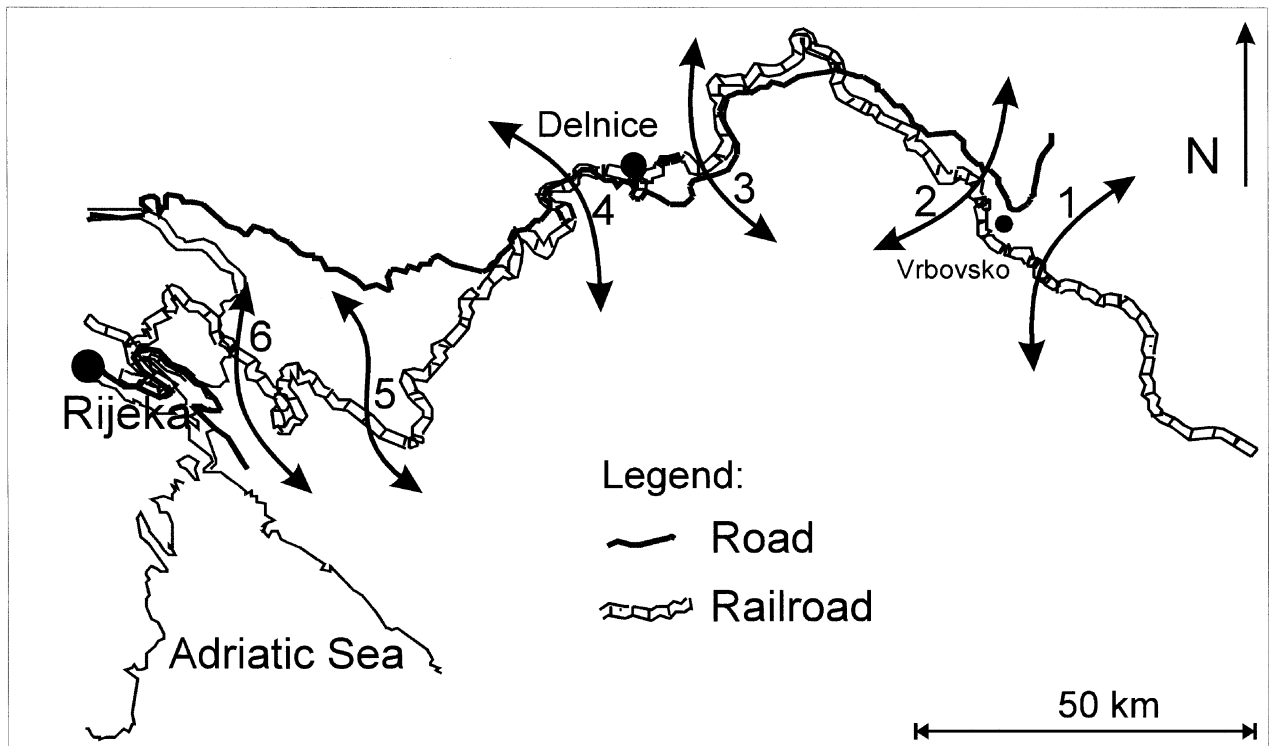 Delnice
N
3
4
2
1
Vrbovsko
6
5
Rijeka
Legend:
Road
Railroad
Adriatic Sea
50 km